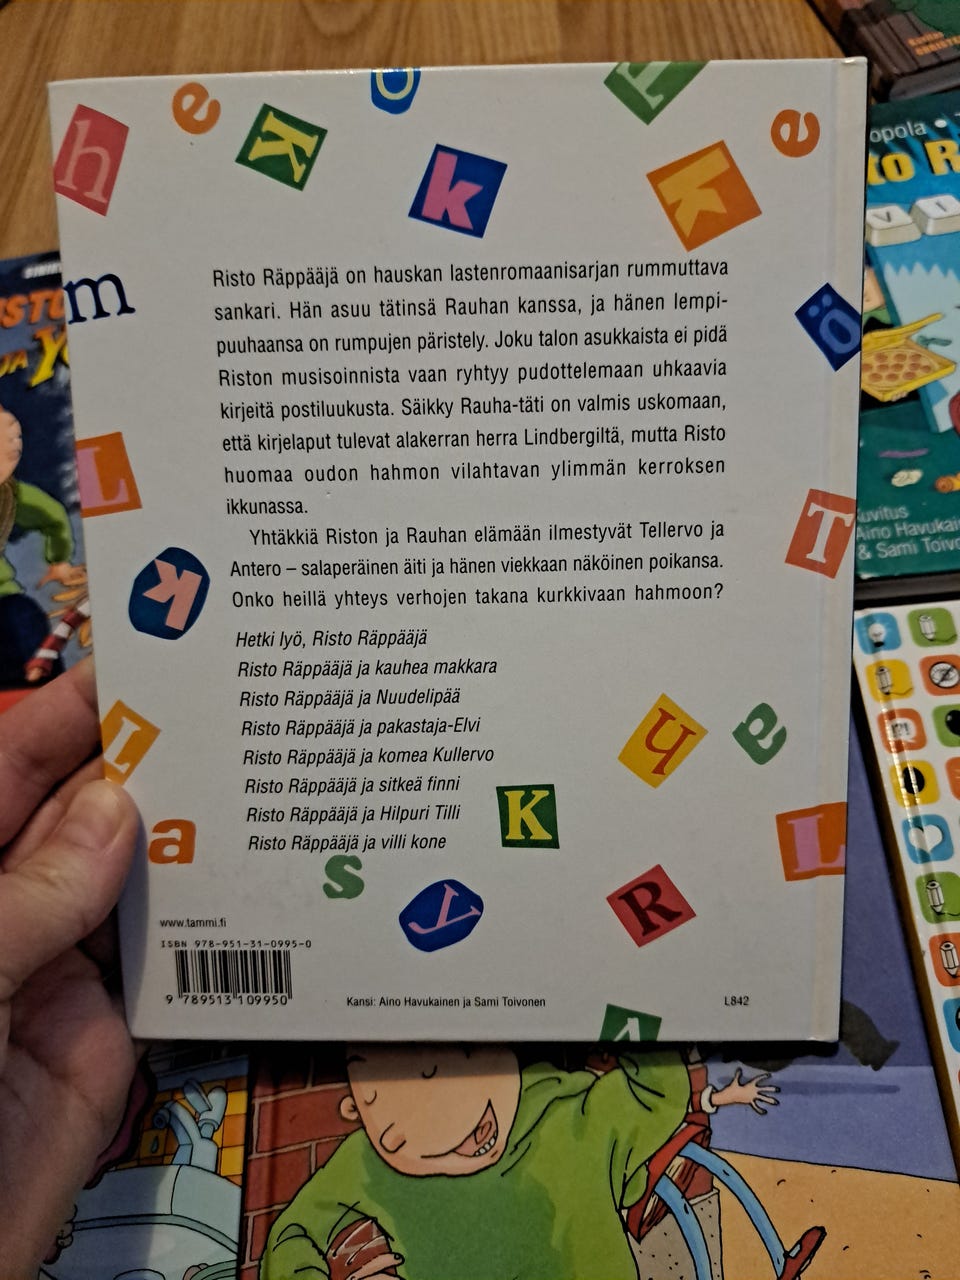 h
e
K
o
F
k
K
e
m
ö
Risto Räppääjä on hauskan lastenromaanisarjan rummuttava
sankari. Hän asuu tätinsä Rauhan kanssa, ja hänen lempi-
puuhaansa on rumpujen päristely. Joku talon asukkaista ei pidä
Riston musisoinnista vaan ryhtyy pudottelemaan uhkaavia
kirjeitä postiluukusta. Säikky Rauha-täti on valmis uskomaan,
että kirjelaput tulevat alakerran herra Lindbergiltä, mutta Risto
huomaa oudon hahmon vilahtavan ylimmän kerroksen
ikkunassa.
Yhtäkkiä Riston ja Rauhan elämään ilmestyvät Tellervo ja
Antero – salaperäinen äiti ja hänen viekkaan näköinen poikansa.
Onko heillä yhteys verhojen takana kurkkivaan hahmoon?
L
T
k
Hetki lyö, Risto Räppääjä
Risto Räppääjä ja kauhea makkara
Risto Räppääjä ja Nuudelipää
Risto Räppääjä ja pakastaja-Elvi
Risto Räppääjä ja komea Kullervo
Risto Räppääjä ja sitkeä finni
Risto Räppääjä ja Hilpuri Tilli
Risto Räppääjä ja villi kone
L
h
a
K
a
L
s
y
R
www.tammi.fi
ISBN 978-951-31-0995-0
9 789513 109950
Kansi: Aino Havukainen ja Sami Toivonen
L842
opola •
to R
V I
uvitus
Aino Havukai
& Sami Toivo
ISTO
JA